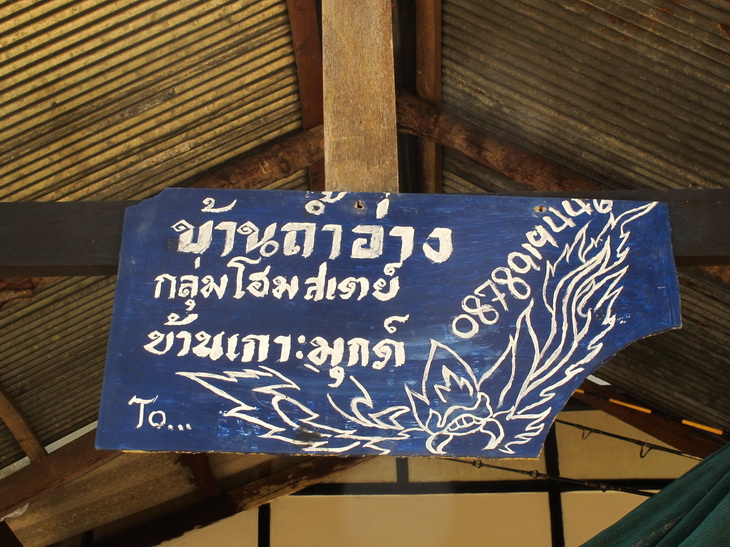 บ้านถ้ำอ่าง
กลุ่มโฮมสเตย์
บ้านเกาะมุกด์
To...